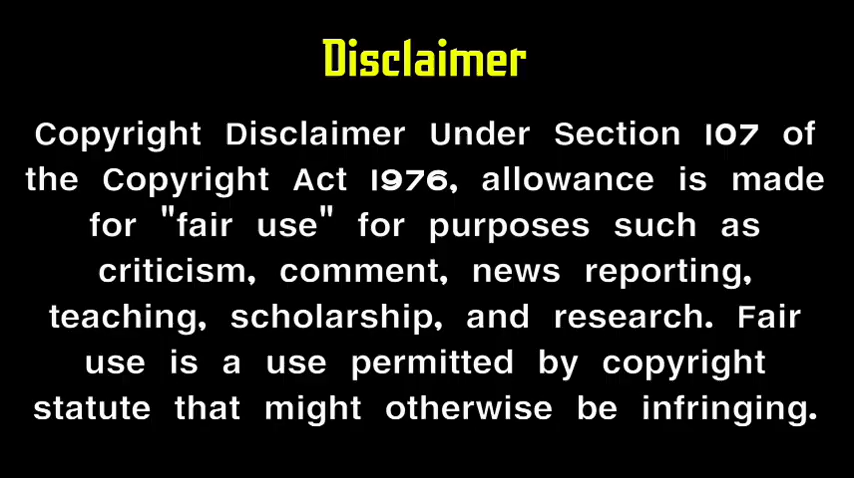 Disclaimer
Copyright Disclaimer Under Section 107 of
the Copyright Act 1976, allowance is made
for "fair use" for purposes such as
criticism, comment, news reporting,
teaching, scholarship, and research. Fair
use is a use permitted by copyright
statute that might otherwise be infringing.